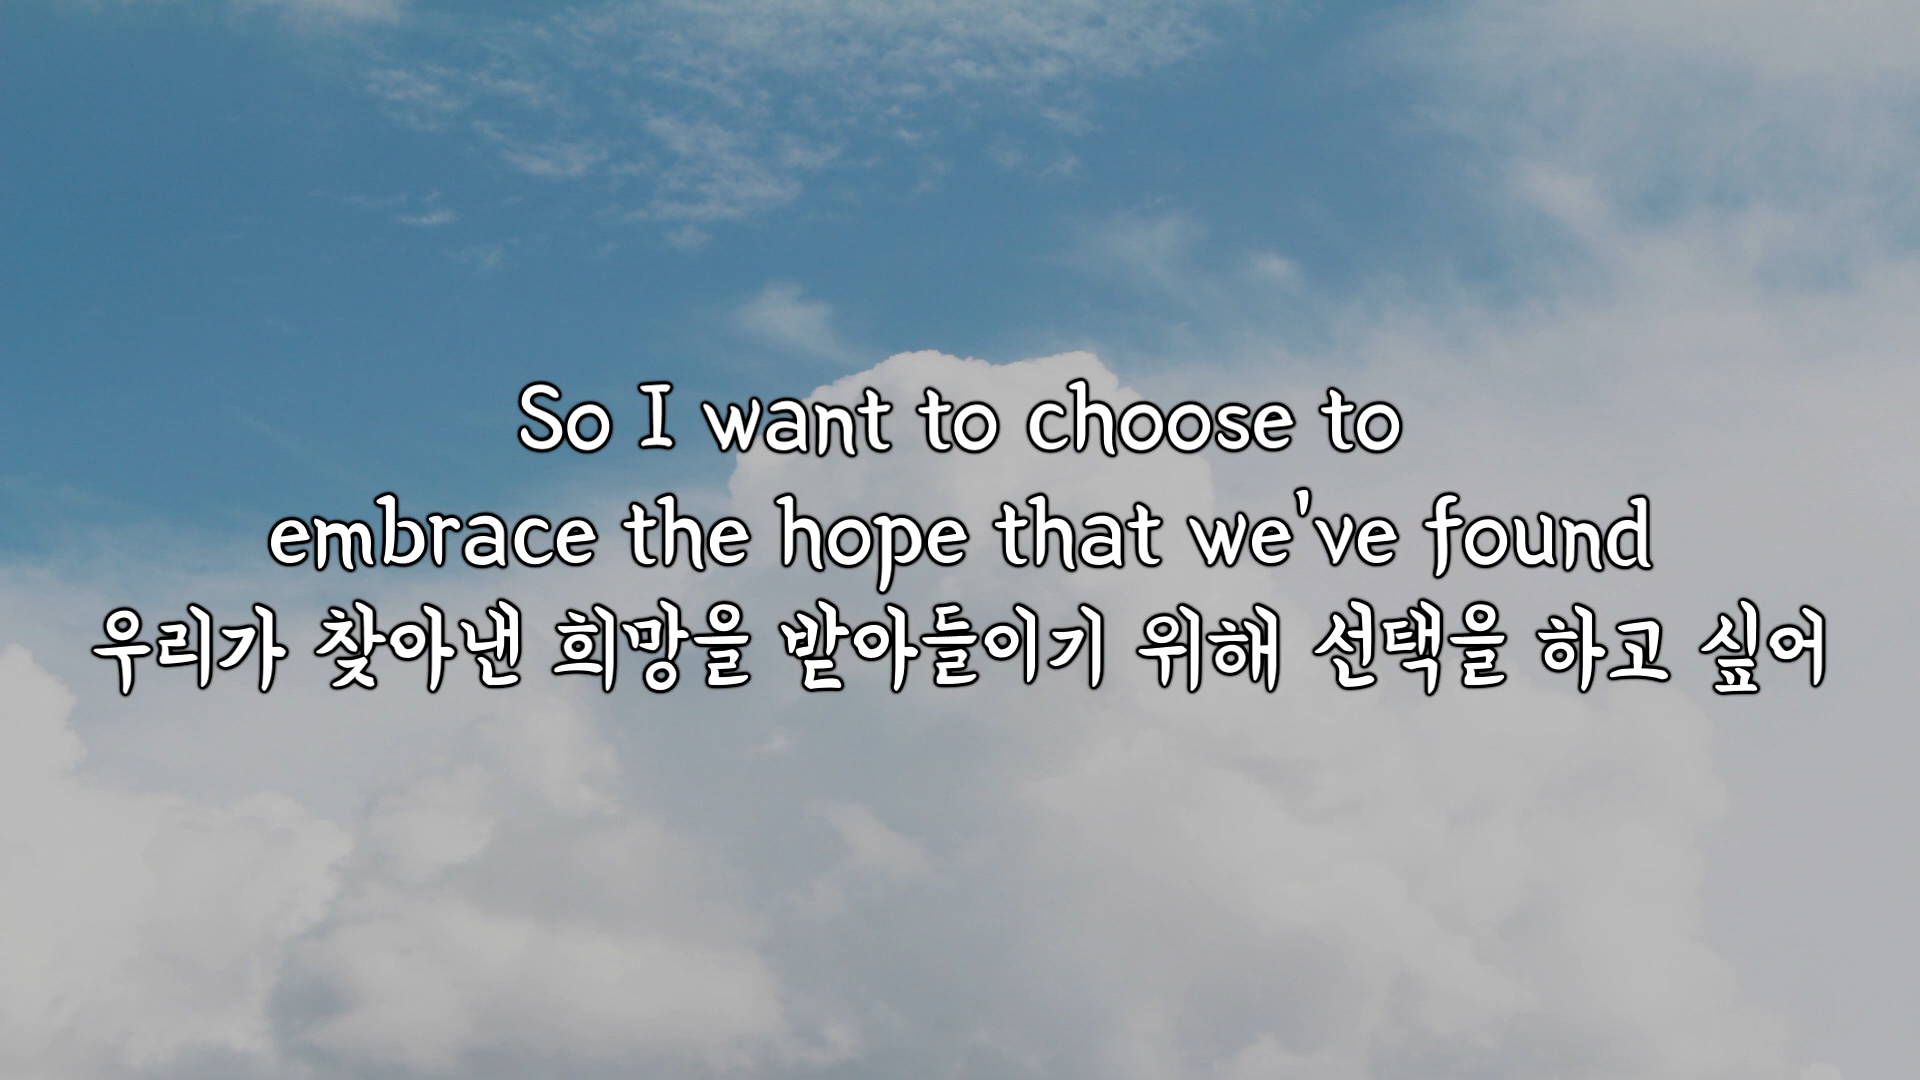 So I want to choose to
embrace the hope that we've found
우리가 찾아낸 희망을 받아들이기 위해 선택을 하고 싶어